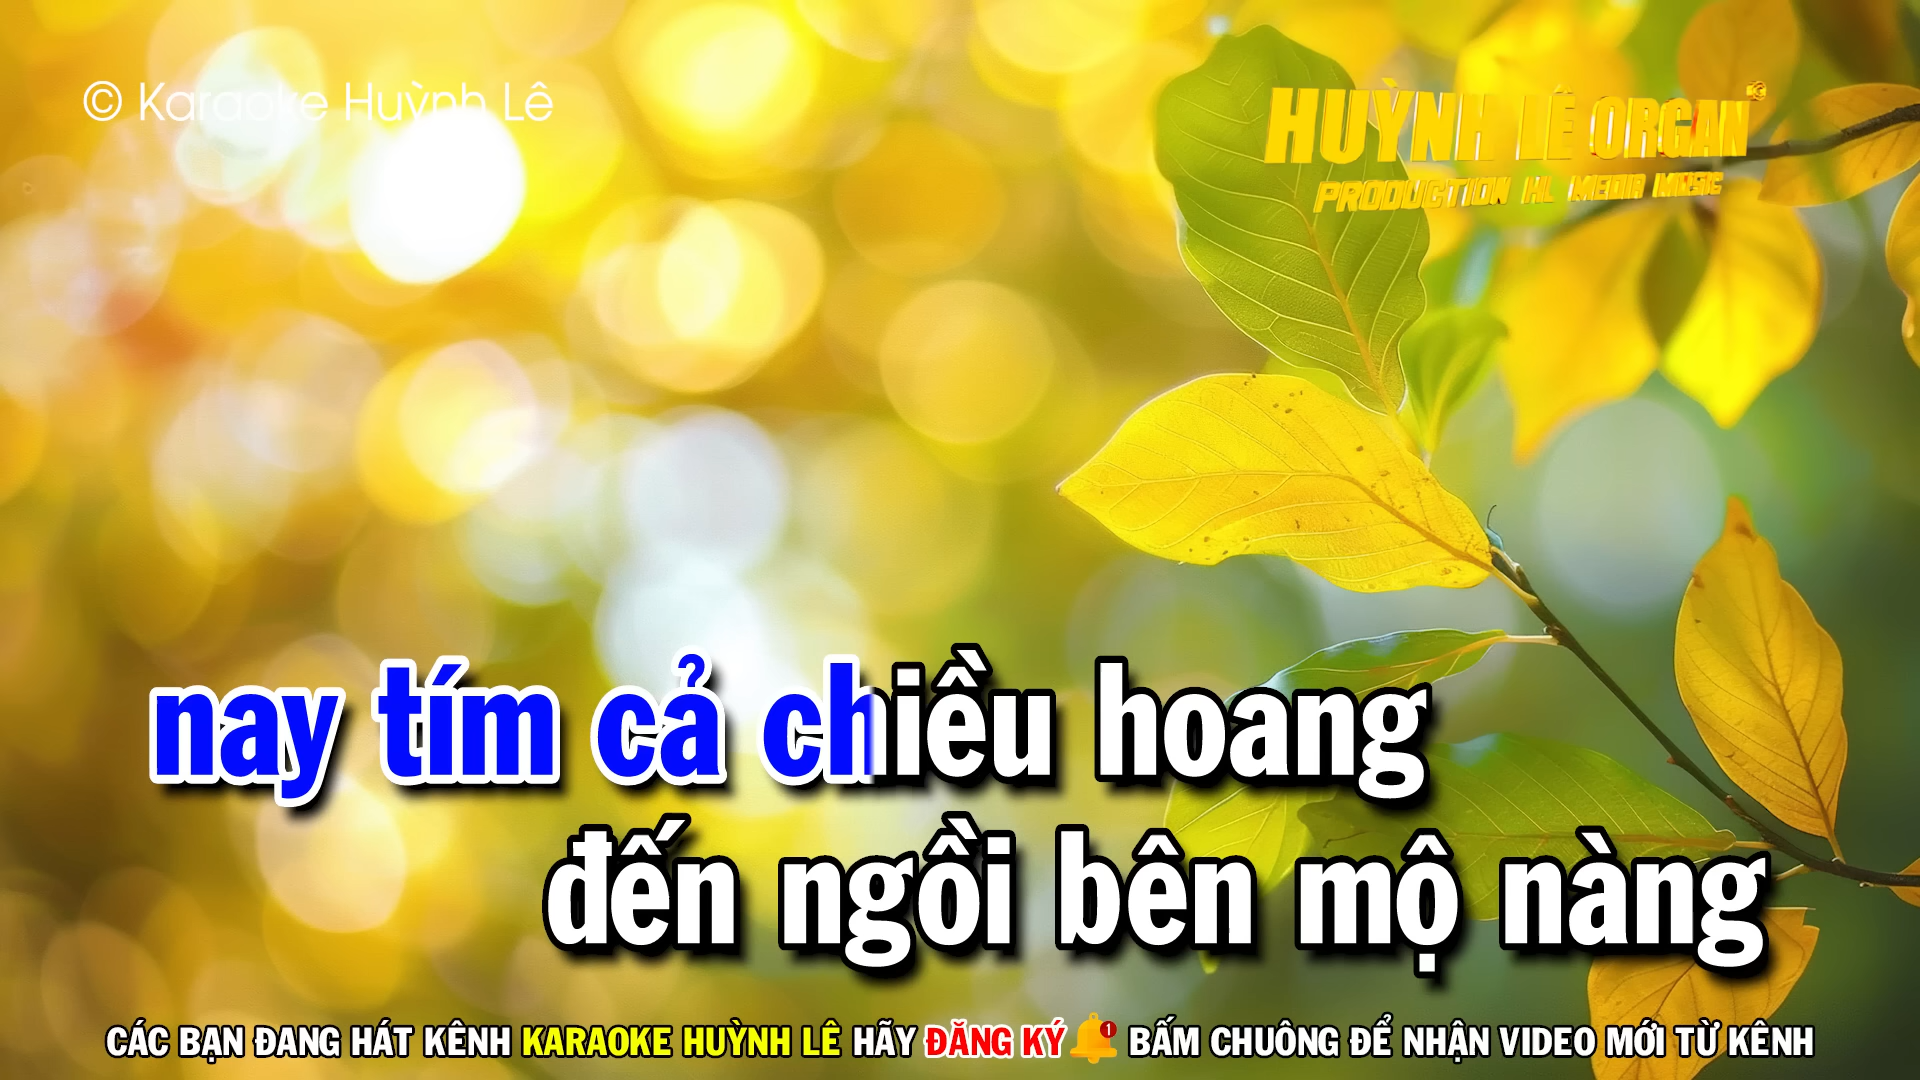 © Karaoke Huỳnh Lê
HUỲNH LÊ ORGAN
PRODUCTION HL MEDIA MUSIC
nay tím cả chiều hoang
đến ngồi bên mộ nàng
CÁC BẠN ĐANG HÁT KÊNH KARAOKE HUỲNH LÊ HÃY ĐĂNG KÝ 1 BẤM CHUÔNG ĐỂ NHẬN VIDEO MỚI TỪ KÊNH